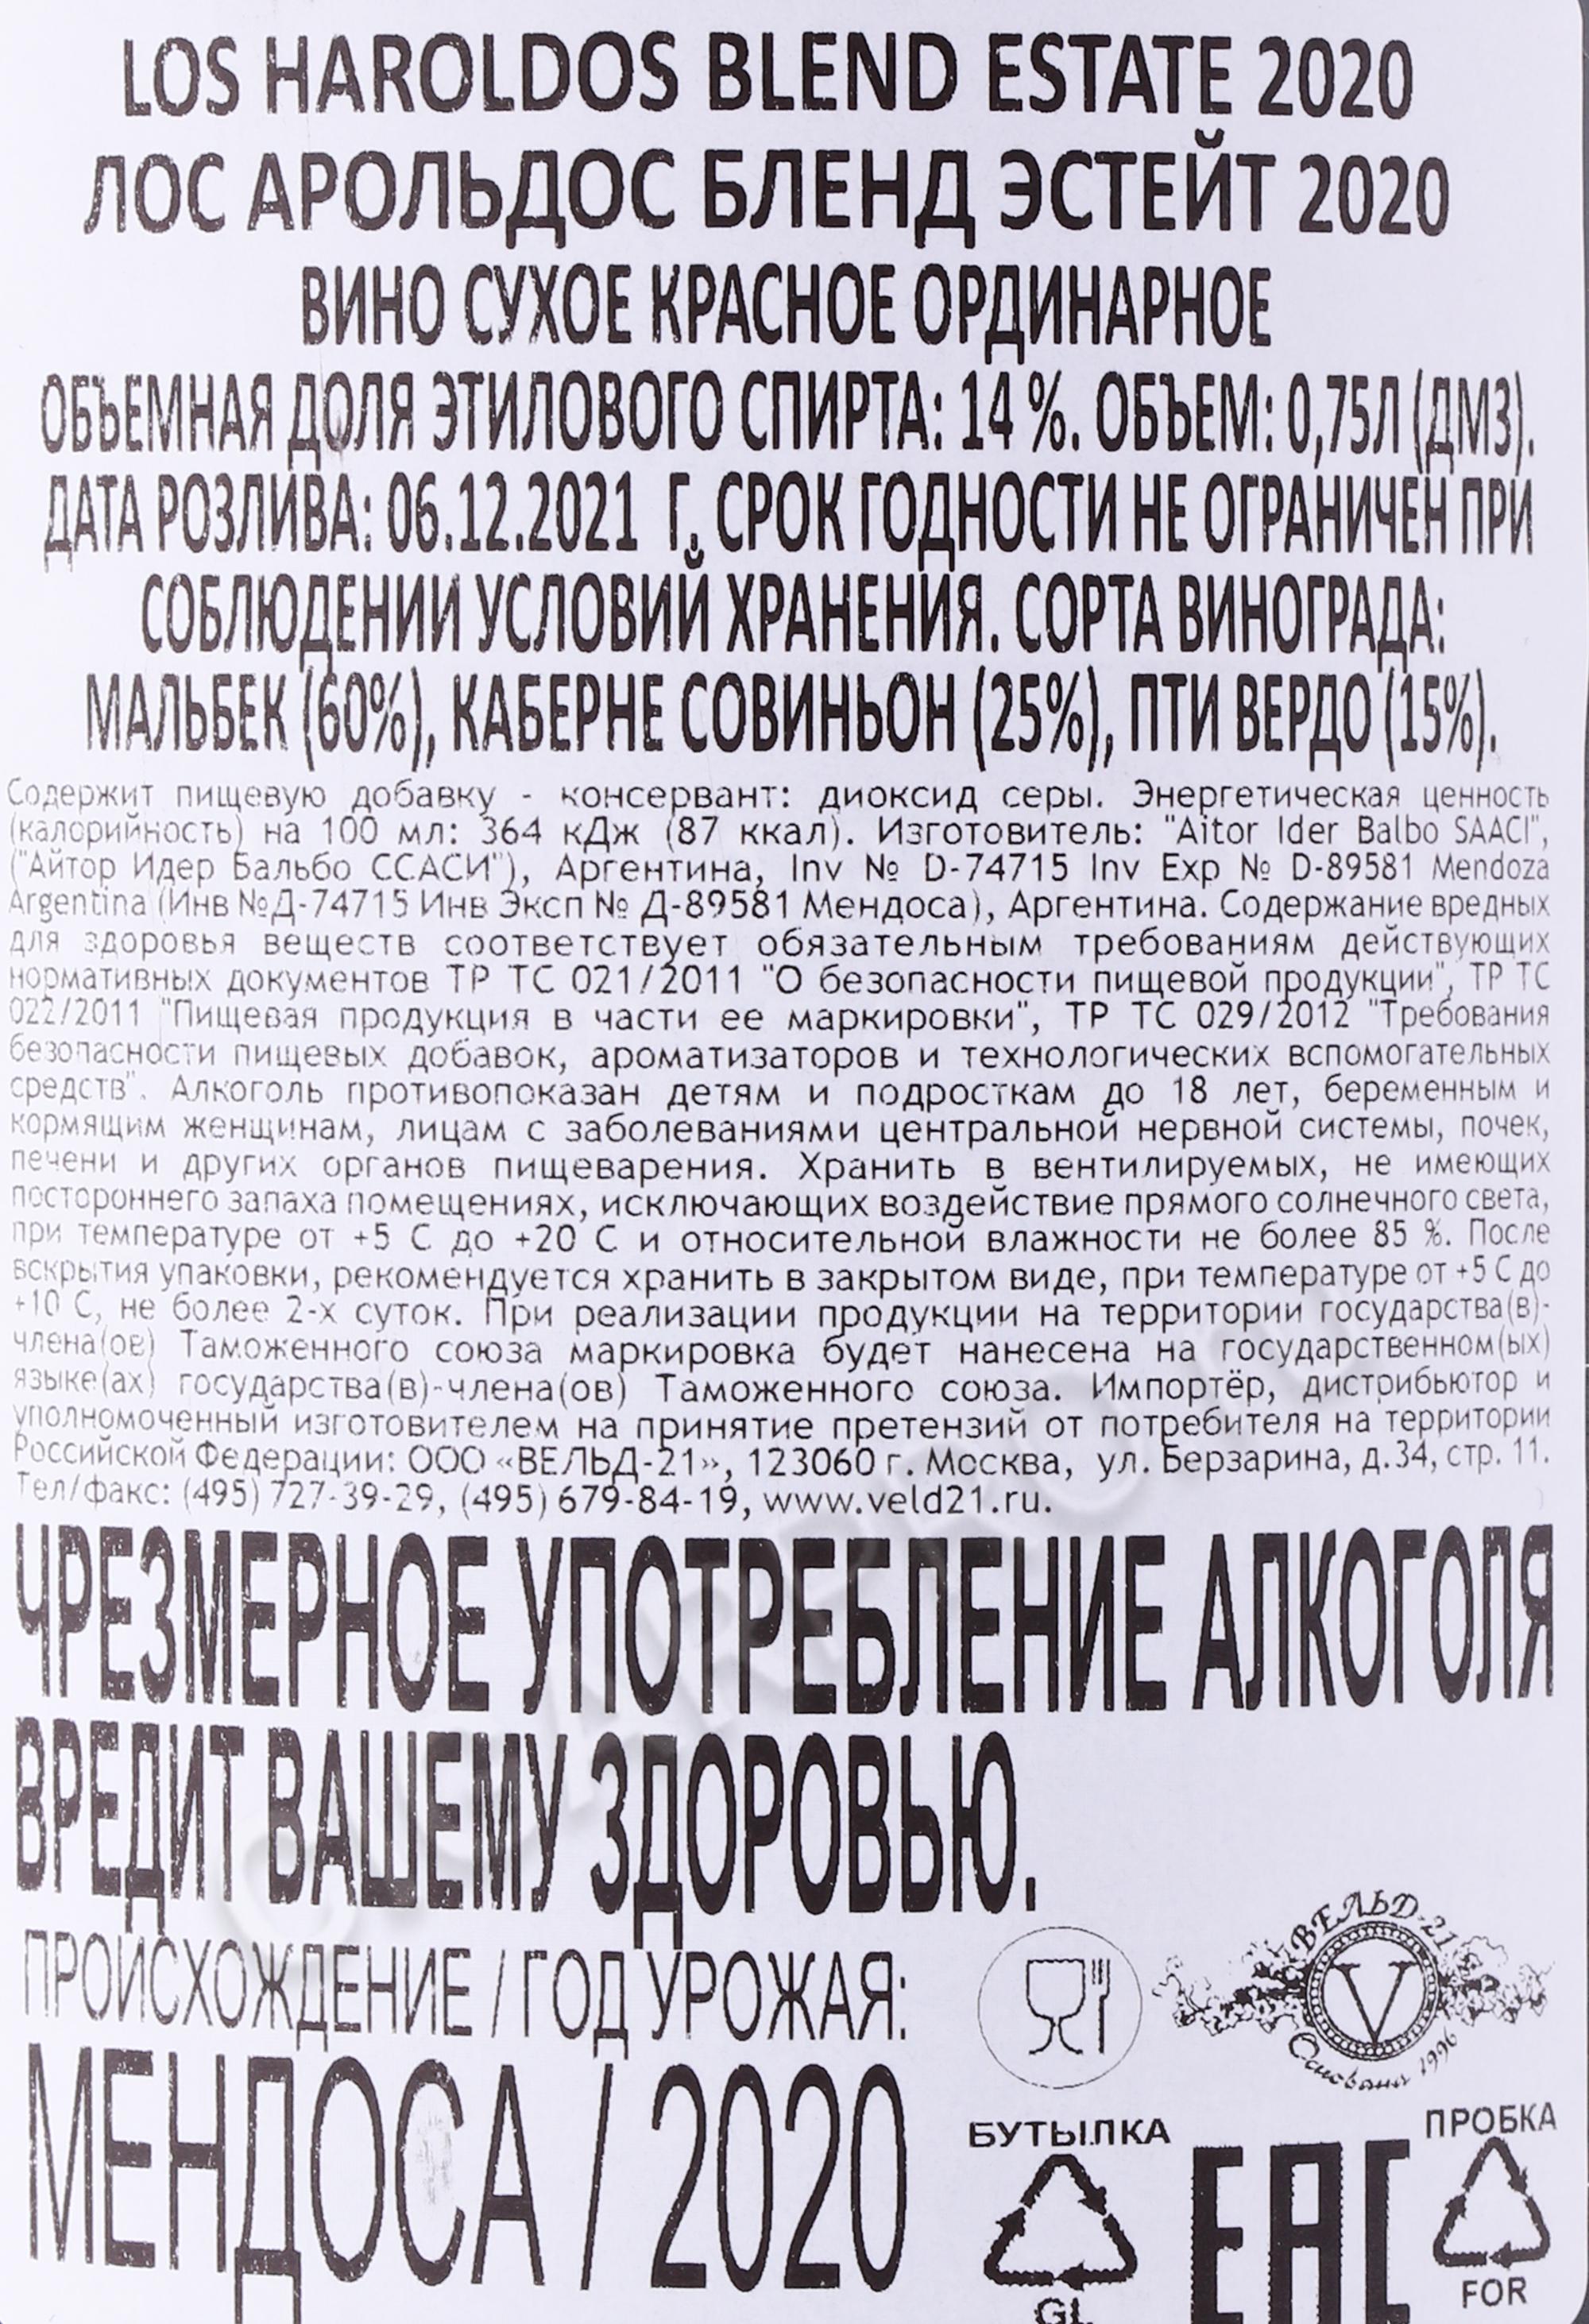 LOS HAROLDOS BLEND ESTATE 2020
ЛОС АРОЛЬДОС БЛЕНД ЭСТЕЙТ 2020
ВИНО СУХОЕ КРАСНОЕ ОРДИНАРНОЕ
ОБЪЕМНАЯ ДОЛЯ ЭТИЛОВОГО СПИРТА: 14 %. ОБЪЕМ: 0,75Л (ДМ3).
ДАТА РОЗЛИВА: 06.12.2021 Г. СРОК ГОДНОСТИ НЕ ОГРАНИЧЕН ПРИ
СОБЛЮДЕНИИ УСЛОВИЙ ХРАНЕНИЯ. СОРТА ВИНОГРАДА:
МАЛЬБЕК (60%), КАБЕРНЕ СОВИНЬОН (25%), ПТИ ВЕРДО (15%).
Содержит пищевую добавку - консервант: диоксид серы. Энергетическая ценность
(калорийность) на 100 мл: 364 кДж (87 ккал). Изготовитель: "Aitor Ider Balbo SAACI",
("Айтор Идер Бальбо ССАСИ"), Аргентина, Inv № D-74715 Inv Exp № D-89581 Mendoza
Argentina (Инв №Д-74715 Инв Эксп № Д-89581 Мендоса), Аргентина. Содержание вредных
для здоровья веществ соответствует обязательным требованиям действующих
нормативных документов ТР ТС 021/2011 "О безопасности пищевой продукции", ТР ТС
022/2011 "Пищевая продукция в части ее маркировки", ТР ТС 029/2012 "Требования
безопасности пищевых добавок, ароматизаторов и технологических вспомогательных
средств". Алкоголь противопоказан детям и подросткам до 18 лет, беременным и
кормящим женщинам, лицам с заболеваниями центральной нервной системы, почек,
печени и других органов пищеварения. Хранить в вентилируемых, не имеющих
постороннего запаха помещениях, исключающих воздействие прямого солнечного света,
при температуре от +5 С до +20 С и относительной влажности не более 85 %. После
вскрытия упаковки, рекомендуется хранить в закрытом виде, при температуре от +5 С до
+10 С, не более 2-х суток. При реализации продукции на территории государства(в)-
члена(ов) Таможенного союза маркировка будет нанесена на государственном(ых)
языке(ах) государства(в)-члена(ов) Таможенного союза. Импортёр, дистрибьютор и
уполномоченный изготовителем на принятие претензий от потребителя на территории
Российской Федерации: ООО «ВЕЛЬД-21», 123060 г. Москва, ул. Берзарина, д.34, стр. 11.
Тел/факс: (495) 727-39-29, (495) 679-84-19, www.veld21.ru.
ЧРЕЗМЕРНОЕ УПОТРЕБЛЕНИЕ АЛКОГОЛЯ
ВРЕДИТ ВАШЕМУ ЗДОРОВЬЮ.
ПРОИСХОЖДЕНИЕ / ГОД УРОЖАЯ:
МЕНДОСА / 2020
ВЕЛЬД-21
V
Основана 1996
БУТЫЛКА
GL
EAC
ПРОБКА
FOR